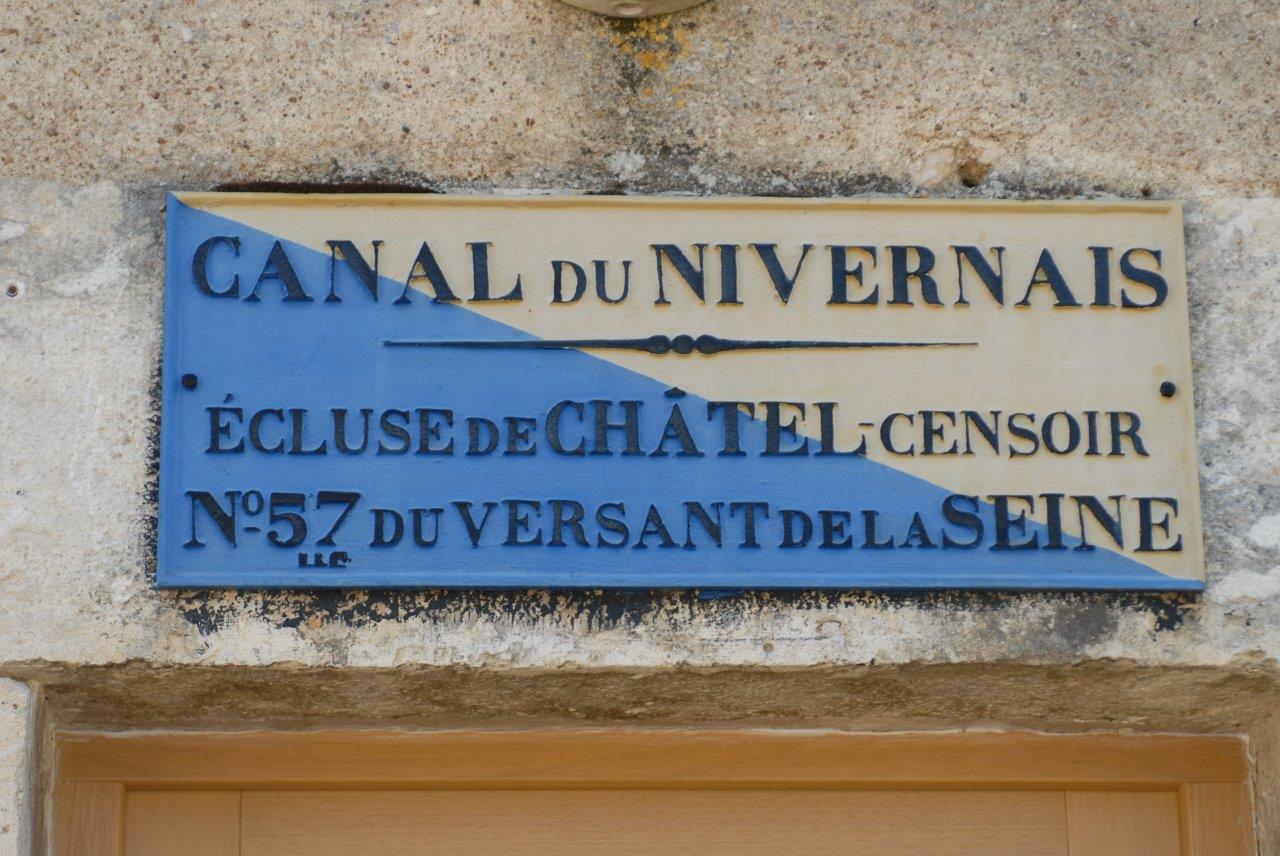 CANAL DU NIVERNAIS
ÉCLUSE DE CHÂTEL-CENSOIR
Nº 57 DU VERSANT DE LA SEINE